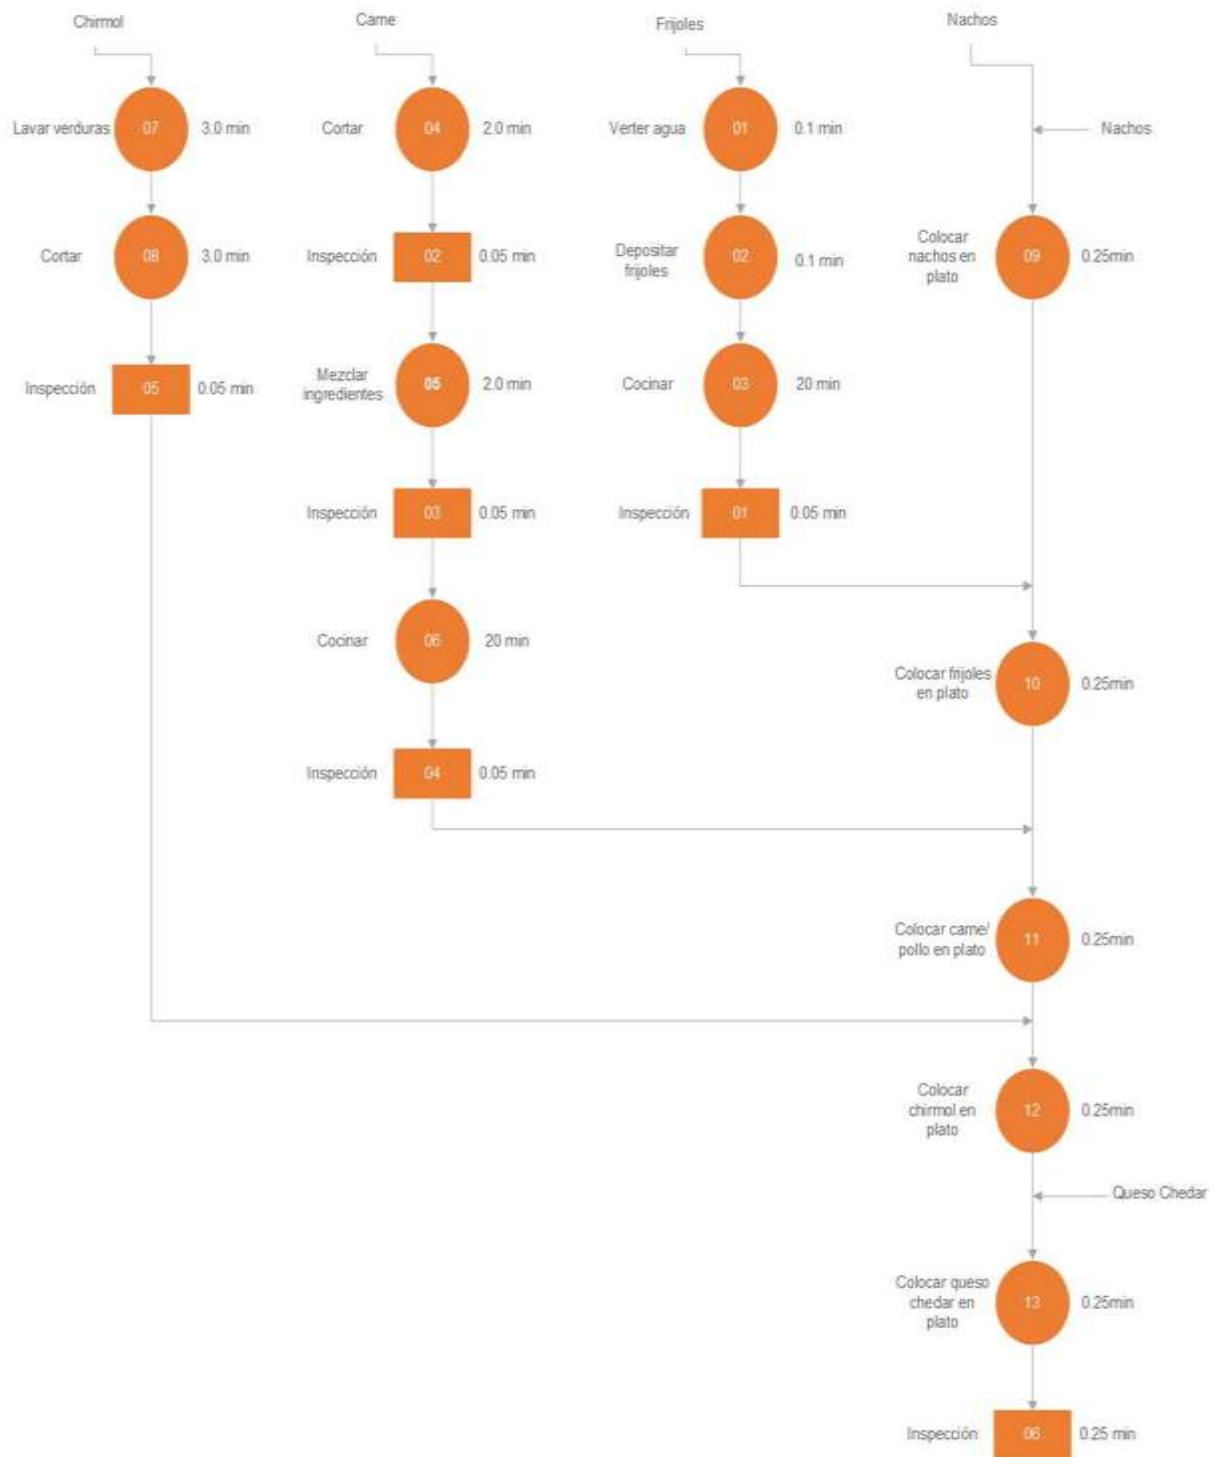 Chirmol
Carne
Frijoles
Nachos
Lavar verduras
07
3.0 min
Cortar
04
2.0 min
Verter agua
01
0.1 min
Nachos
Cortar
08
3.0 min
Inspección
02
0.05 min
Depositar
frijoles
02
0.1 min
Colocar
nachos en
plato
09
0.25min
Inspección
05
0.05 min
Mezclar
ingredientes
05
2.0 min
Cocinar
03
20 min
Inspección
03
0.05 min
Inspección
01
0.05 min
Cocinar
06
20 min
Colocar frijoles
en plato
10
0.25min
Inspección
04
0.05 min
Colocar carne/
pollo en plato
11
0.25min
Colocar
chirmol en
plato
12
0.25min
Queso Chedar
Colocar queso
chedar en
plato
13
0.25min
Inspección
06
0.25 min